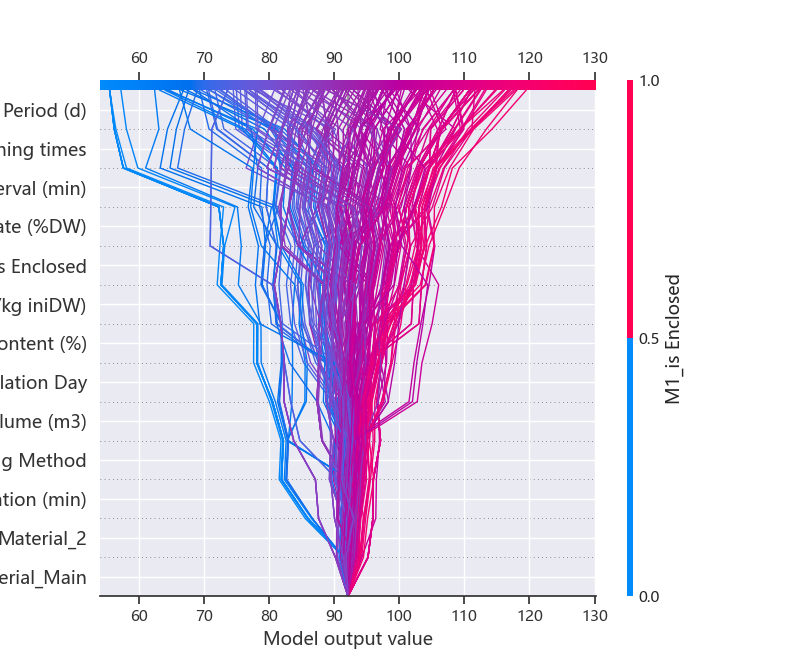 60 70 80 90 100 110 120 130
1.0
Period (d)
ning times
erval (min)
ate (%DW)
s Enclosed
/kg iniDW)
ontent (%)
0.5
M1_is Enclosed
lation Day
lume (m3)
g Method
ation (min)
Material_2
erial_Main
0.0
60 70 80 90 100 110 120 130
Model output value